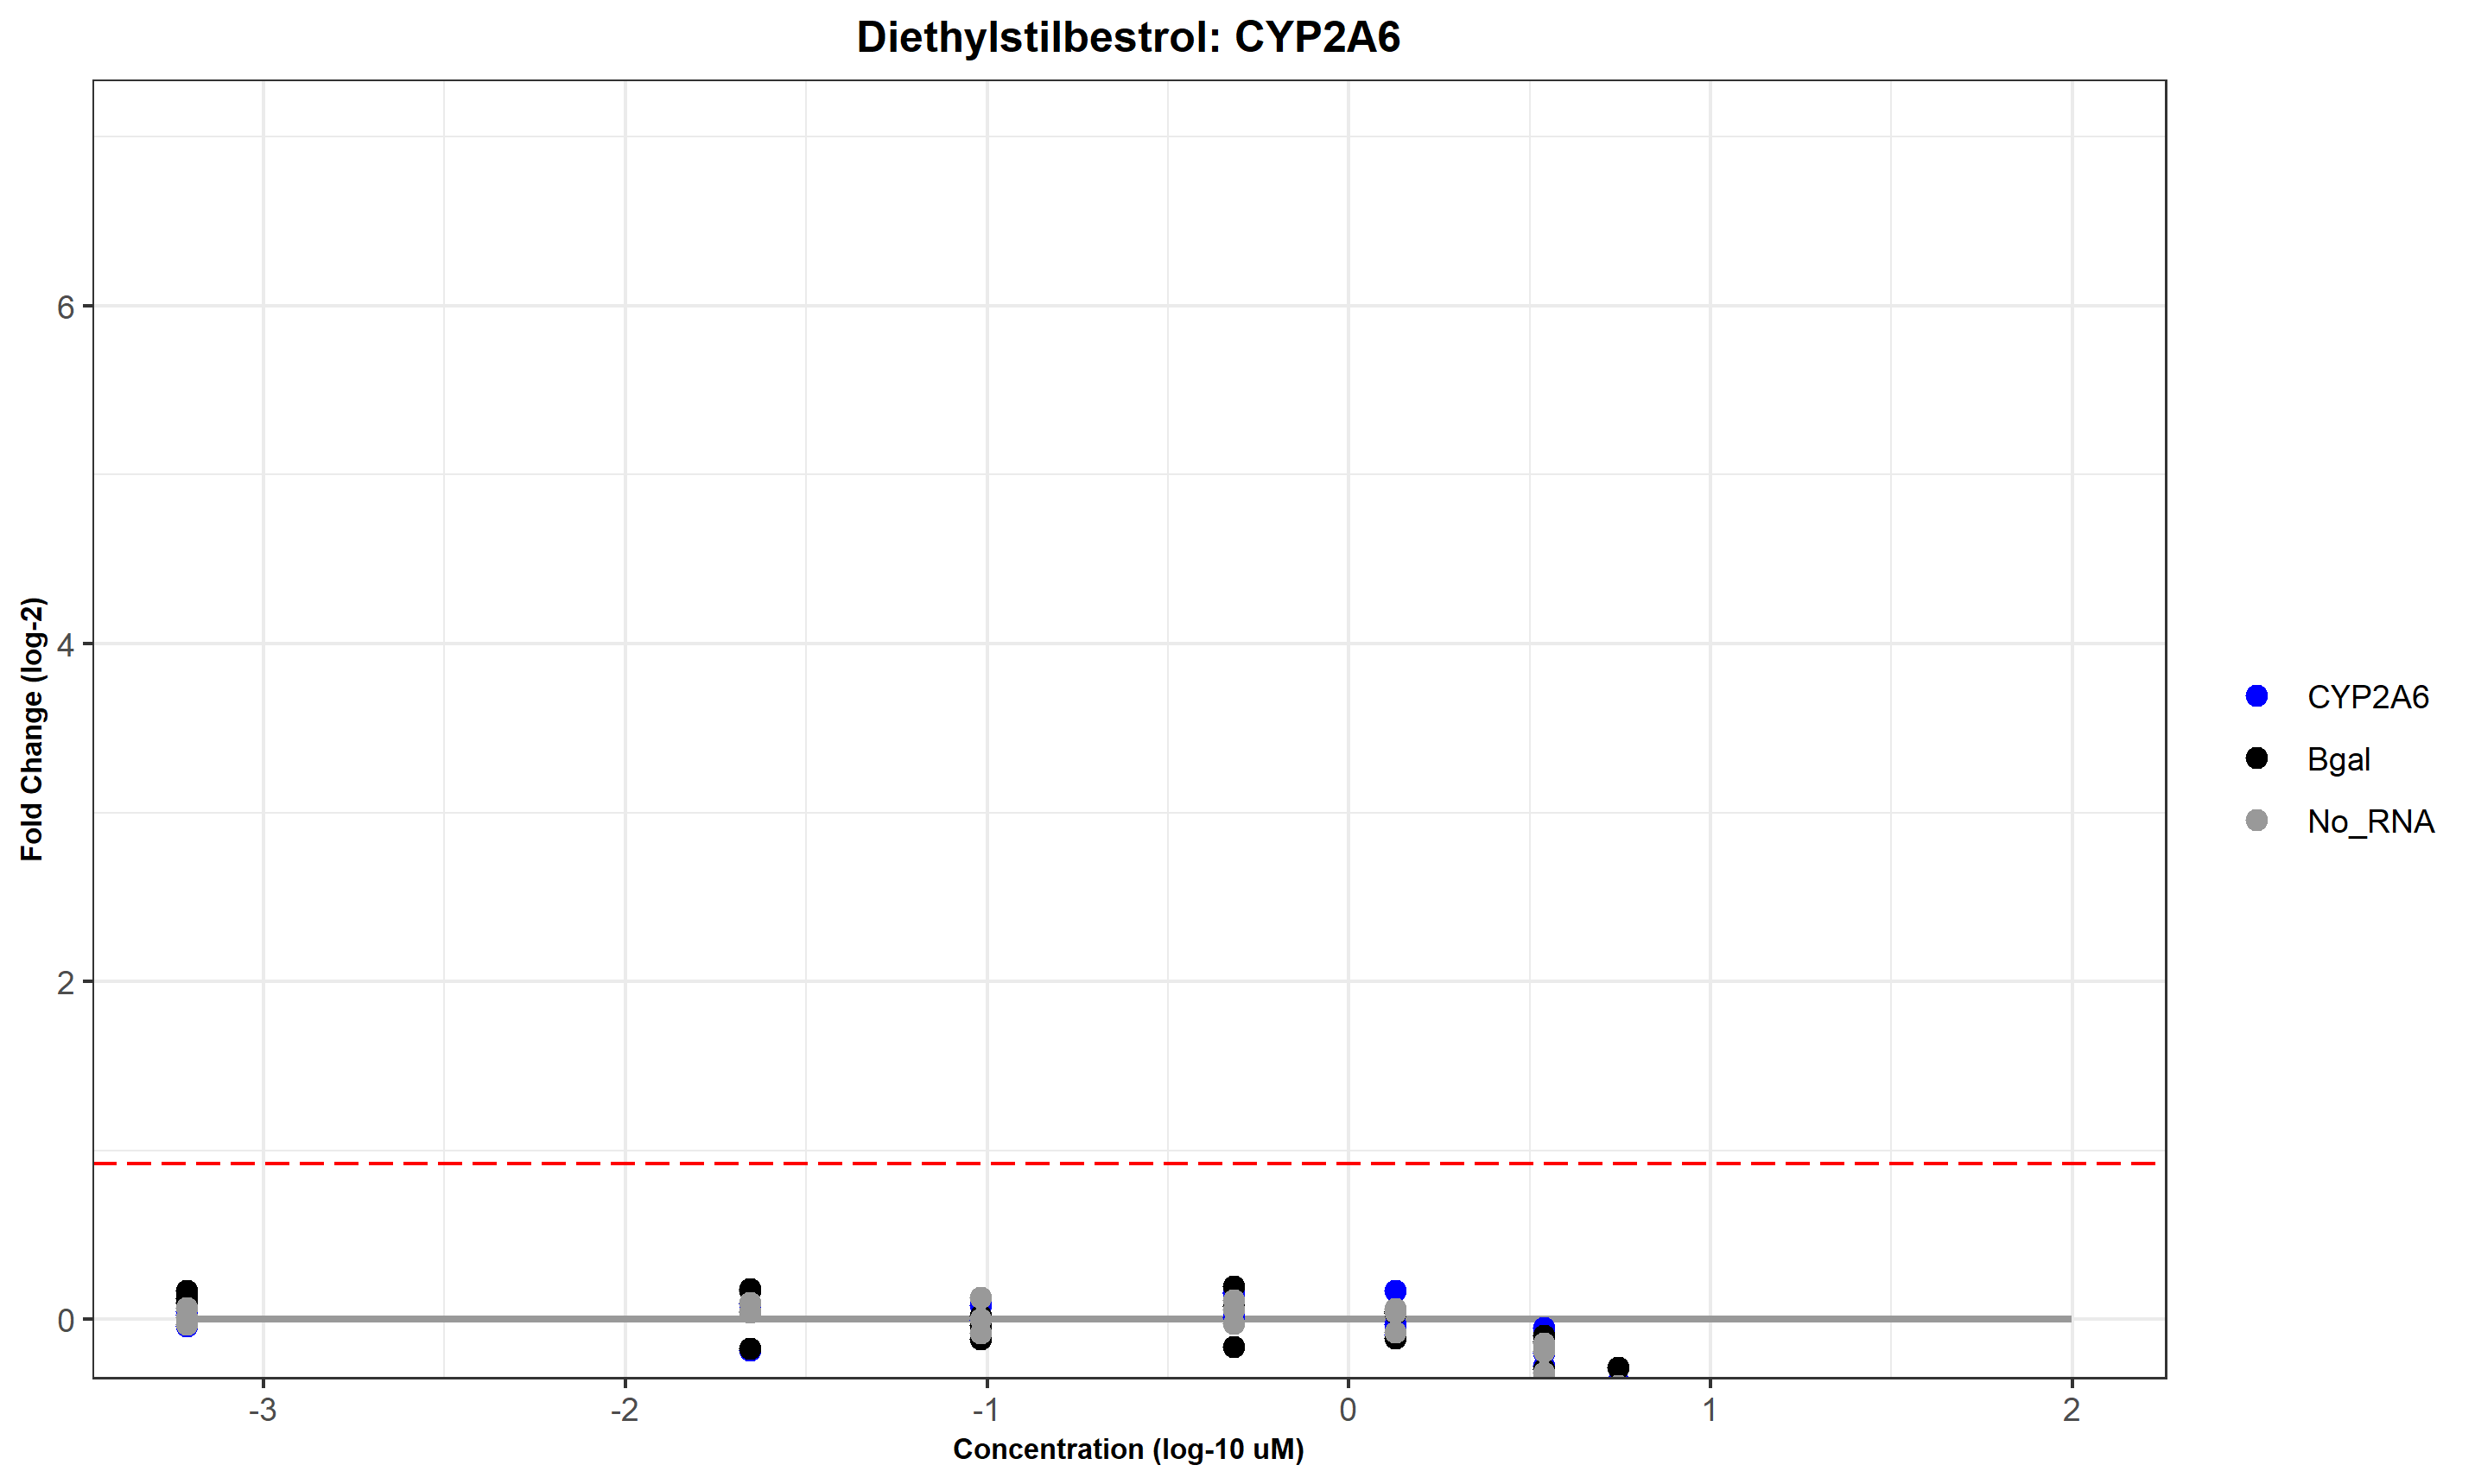 Diethylstilbestrol: CYP2A6
Fold Change (log-2)
6
4
2
0
-3
-2
-1
0
1
2
Concentration (log-10 uM)
CYP2A6
Bgal
No_RNA